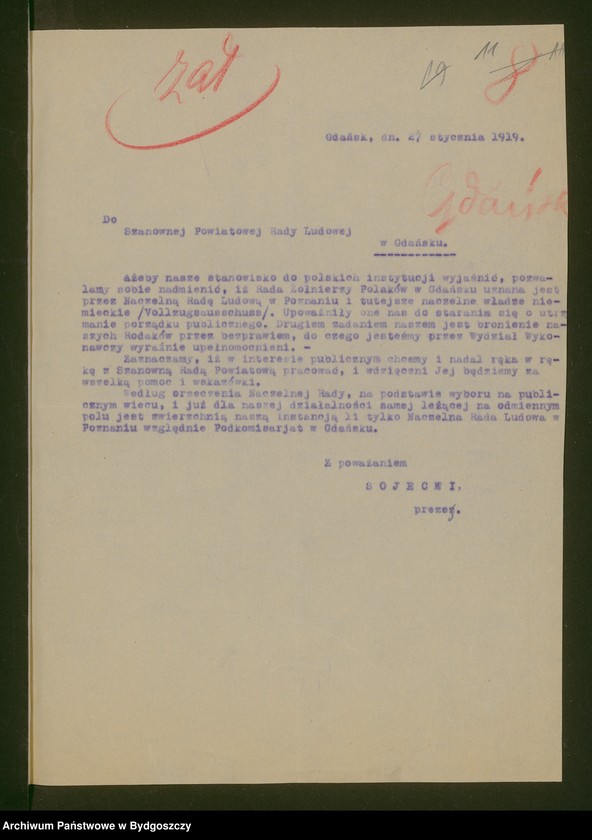 zał
19 11 8
Gdańsk, dn. 27 stycznia 1919.
Gdańsk
Do
Szanownej Powiatowej Rady Ludowej
w Gdańsku.
Ażeby nasze stanowisko do polskich instytucji wyjaśnić, pozwa-
lamy sobie nadmienić, iż Rada Żołnierzy Polaków w Gdańsku uznana jest
przez Naczelną Radę Ludową w Poznaniu i tutejsze naczelne władze nie-
mieckie /Vollzugsausschuss/. Upoważniły one nas do starania się o utrz
manie porządku publicznego. Drugiem zadaniem naszem jest bronienie na-
szych Rodaków przez bezprawiem, do czego jesteśmy przez Wydział Wyko-
nawczy wyraźnie upełnomocnieni. -
Zaznaczamy, iż w interesie publicznym chcemy i nadal ręka w rę-
kę z Szanowną Radą Powiatową pracować, i wdzięczni Jej będziemy za
wszelką pomoc i wskazówki.
Według orzeczenia Naczelnej Rady, na podstawie wyboru na publi-
cznym wiecu, i już dla naszej działalności samej leżącej na odmiennym
polu jest zwierzchnią naszą instancją li tylko Naczelna Rada Ludowa w
Poznaniu względnie Podkomisarjat w Gdańsku.
Z poważaniem
SOJECKI.
prezes.
Archiwum Państwowe w Bydgoszczy